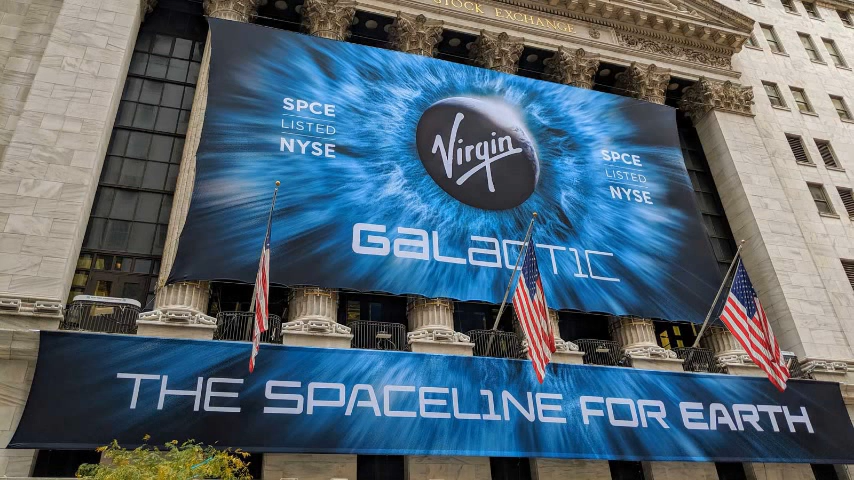 STOCK EXCHANGE
SPCE
LISTED
NYSE
Virgin
SPCE
LISTED
NYSE
GALACTIC
THE SPACELINE FOR EARTH